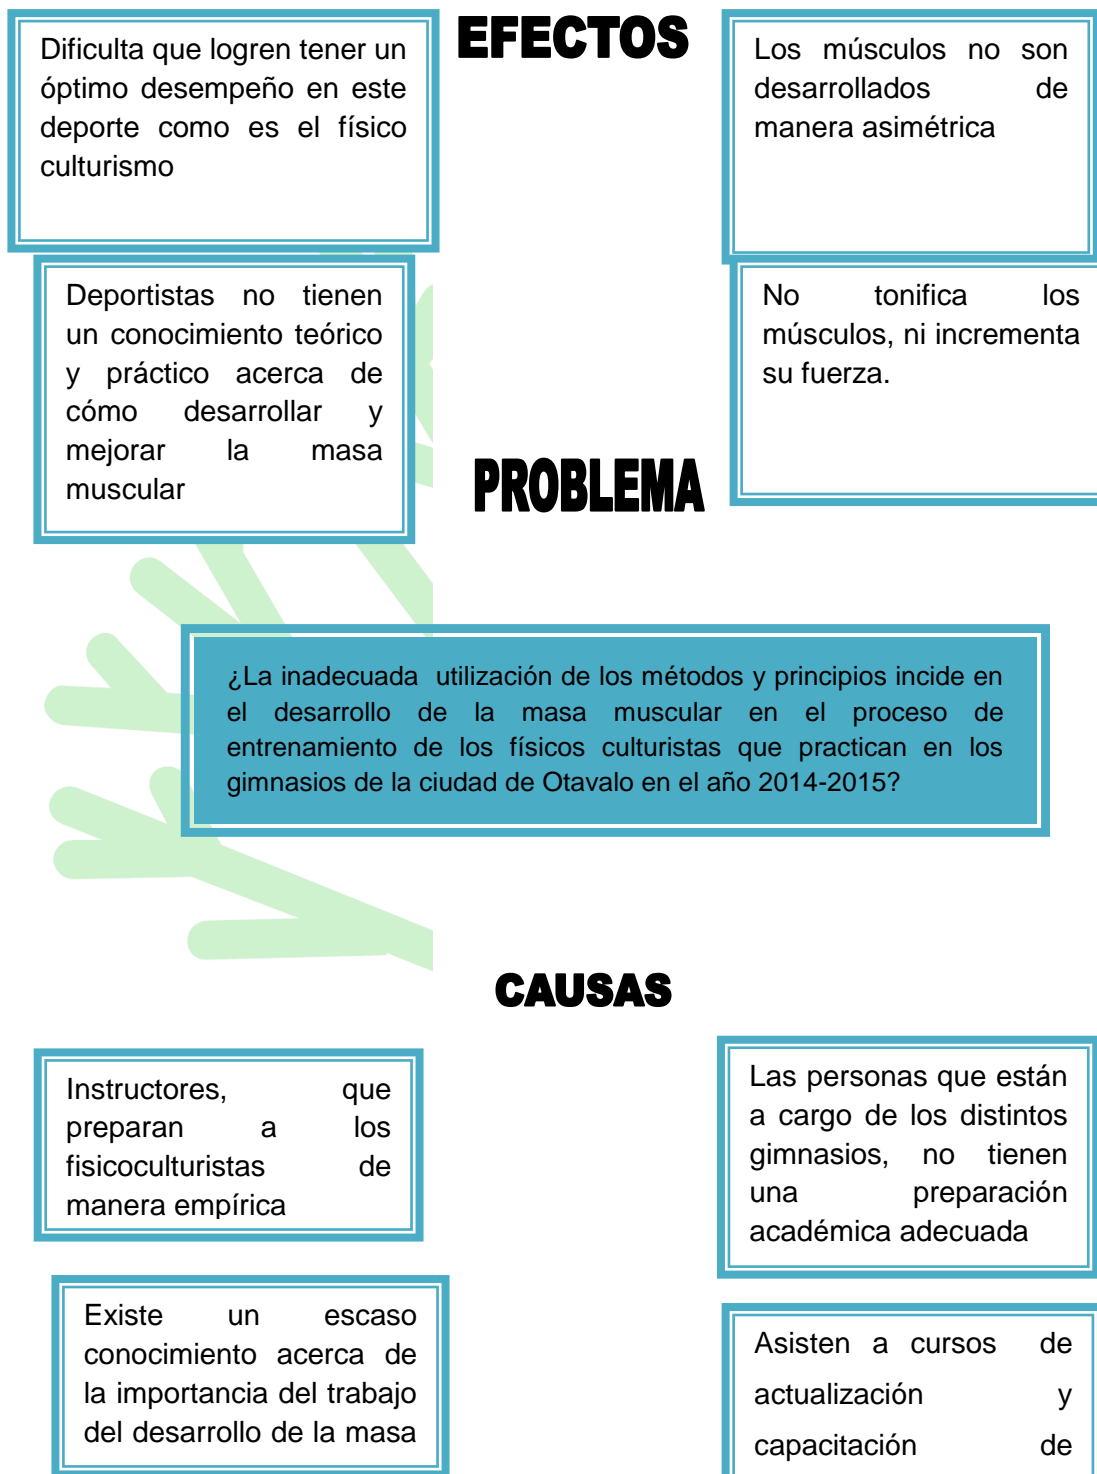 EFECTOS
Dificulta que logren tener un
óptimo desempeño en este
deporte como es el físico
culturismo
Los músculos no son
desarrollados de
manera asimétrica
Deportistas no tienen
un conocimiento teórico
y práctico acerca de
cómo desarrollar y
mejorar la masa
muscular
No tonifica los
músculos, ni incrementa
su fuerza.
PROBLEMA
¿La inadecuada utilización de los métodos y principios incide en
el desarrollo de la masa muscular en el proceso de
entrenamiento de los físicos culturistas que practican en los
gimnasios de la ciudad de Otavalo en el año 2014-2015?
CAUSAS
Instructores, que
preparan a los
fisicoculturistas de
manera empírica
Las personas que están
a cargo de los distintos
gimnasios, no tienen
una preparación
académica adecuada
Existe un escaso
conocimiento acerca de
la importancia del trabajo
del desarrollo de la masa
Asisten a cursos de
actualización y
capacitación de